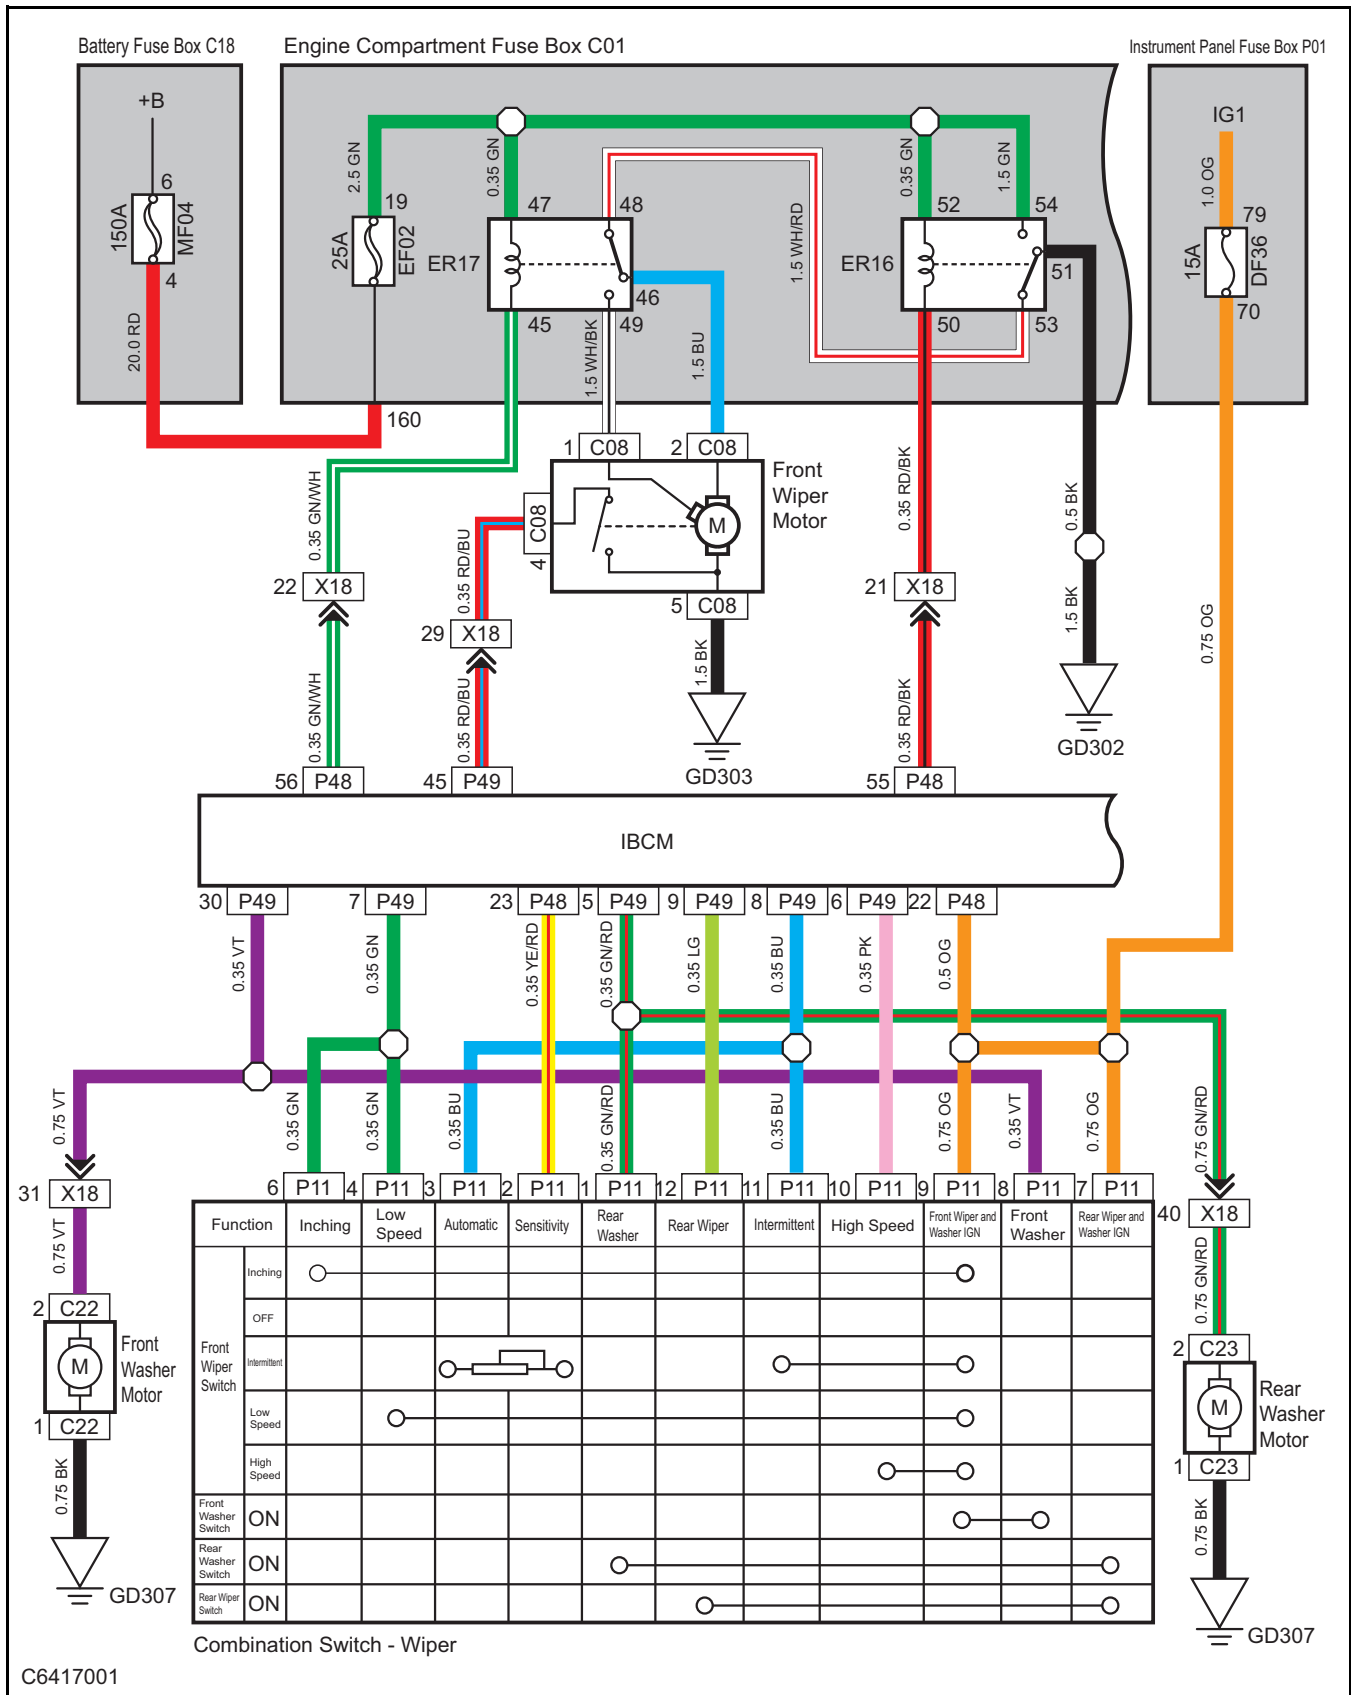 Battery Fuse Box C18
Engine Compartment Fuse Box C01
Instrument Panel Fuse Box P01
+B
IG1
2.5 GN
0.35 GN
0.35 GN
1.5 GN
1.0 OG
6
19
47
48
52
54
79
150A
MF04
25A
EF02
ER17
1.5 WH/RD
ER16
51
15A
DF36
4
46
45
49
50
53
70
20.0 RD
1.5 WH/BK
1.5 BU
160
1 C08
2 C08
Front
Wiper
Motor
0.35 GN/WH
0.35 RD/BU
C08
4
M
0.35 RD/BK
0.5 BK
22 X18
21 X18
5 C08
29 X18
1.5 BK
0.75 OG
0.35 GN/WH
0.35 RD/BU
1.5 BK
0.35 RD/BK
GD302
GD303
56 P48
45 P49
55 P48
IBCM
30 P49
7 P49
23 P48
5 P49
9 P49
8 P49
6 P49
22 P48
0.35 VT
0.35 GN
0.35 YE/RD
0.35 GN/RD
0.35 LG
0.35 BU
0.35 PK
0.5 OG
0.75 VT
0.35 GN
0.35 GN
0.35 BU
0.35 GN/RD
0.35 BU
0.75 OG
0.35 VT
0.75 OG
0.75 GN/RD
6 P11
4 P11
3 P11
2 P11
1 P11
12 P11
11 P11
10 P11
9 P11
8 P11
7 P11
31 X18
40 X18
Function
Inching
Low
Speed
Automatic
Sensitivity
Rear
Washer
Rear Wiper
Intermittent
High Speed
Front Wiper and
Washer IGN
Front
Washer
Rear Wiper and
Washer IGN
0.75 VT
0.75 GN/RD
Front
Wiper
Switch
Inching
OFF
Intermittent
Low
Speed
High
Speed
2 C22
M
Front
Washer
Motor
1 C22
0.75 BK
GD307
2 C23
M
Rear
Washer
Motor
1 C23
0.75 BK
GD307
Front
Washer
Switch
ON
Rear
Washer
Switch
ON
Rear Wiper
Switch
ON
Combination Switch - Wiper
C6417001